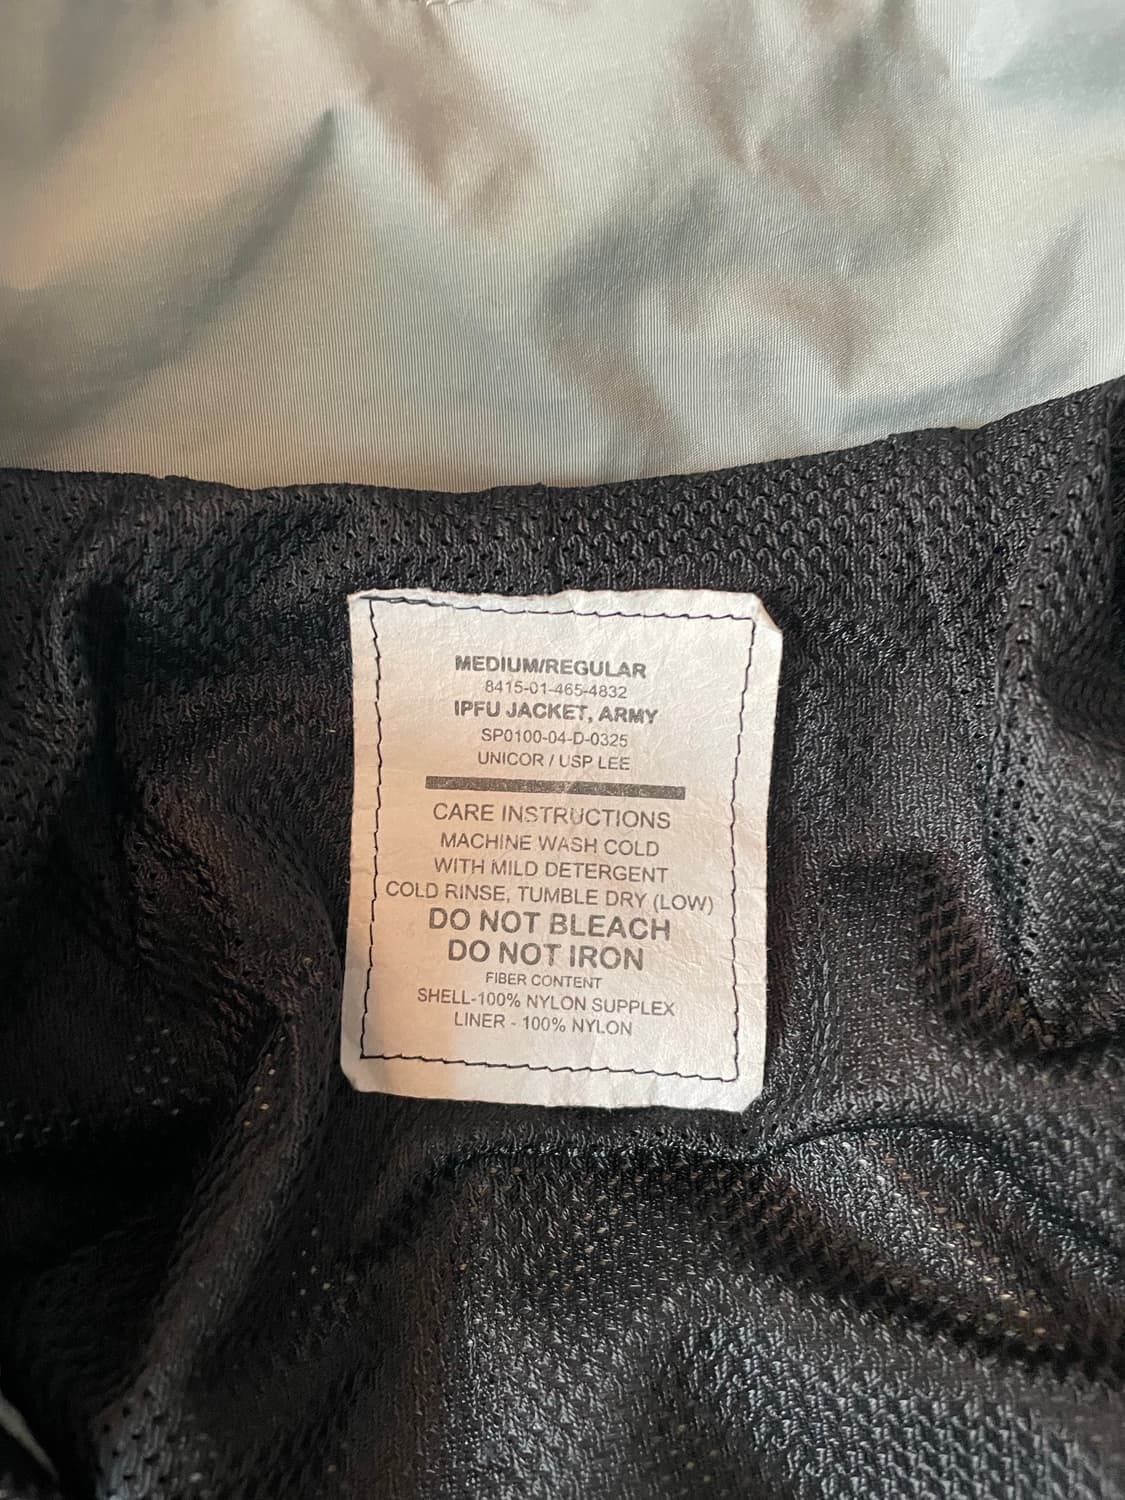 MEDIUM/REGULAR
8415-01-465-4832
IPFU JACKET, ARMY
SP0100-04-D-0325
UNICOR / USP LEE
CARE INSTRUCTIONS
MACHINE WASH COLD
WITH MILD DETERGENT
COLD RINSE, TUMBLE DRY (LOW)
DO NOT BLEACH
DO NOT IRON
FIBER CONTENT
SHELL-100% NYLON SUPPLEX
LINER - 100% NYLON